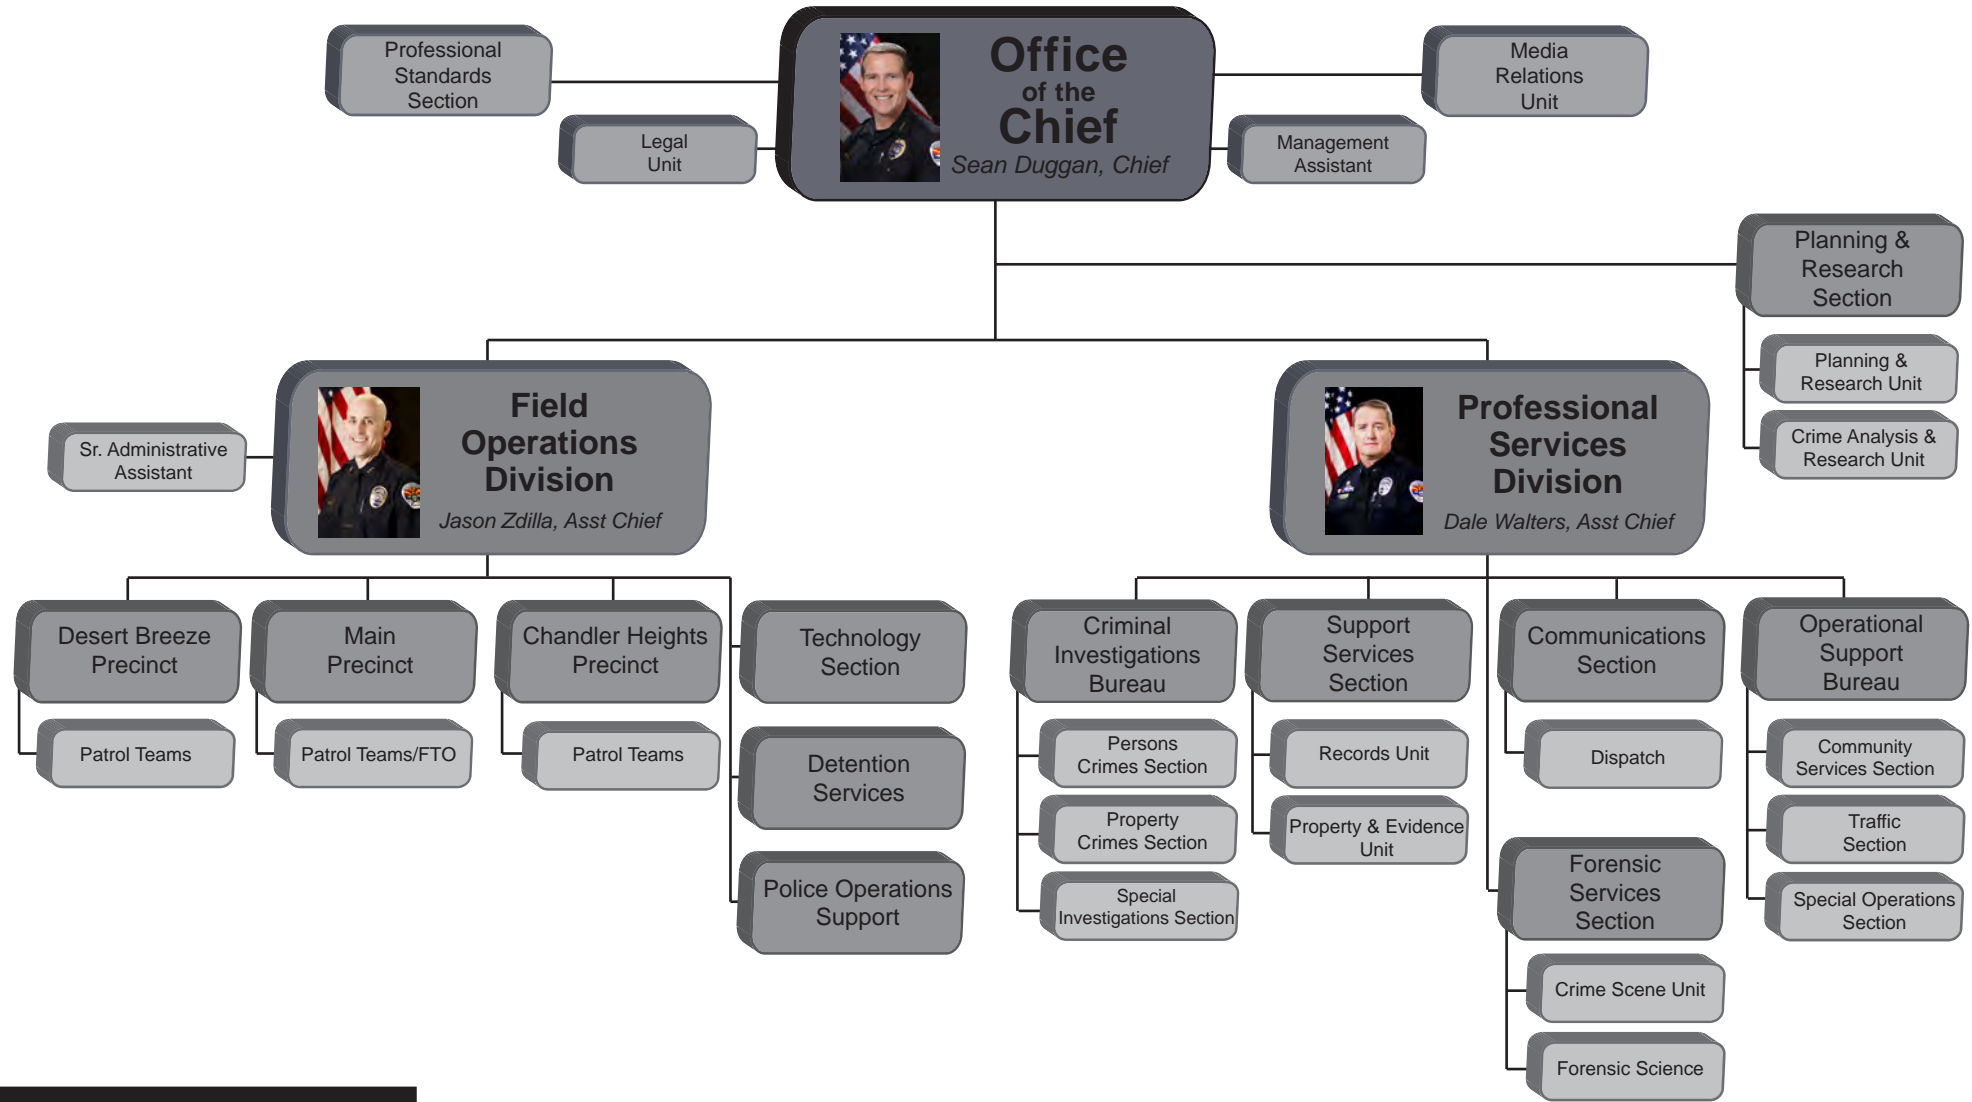 Professional
Standards
Section
Legal
Unit
Office
of the
Chief
Sean Duggan, Chief
Media
Relations
Unit
Management
Assistant
Planning &
Research
Section
Planning &
Research Unit
Crime Analysis &
Research Unit
Sr. Administrative
Assistant
Field
Operations
Division
Jason Zdilla, Asst Chief
Professional
Services
Division
Dale Walters, Asst Chief
Desert Breeze
Precinct
Patrol Teams
Main
Precinct
Patrol Teams/FTO
Chandler Heights
Precinct
Patrol Teams
Technology
Section
Detention
Services
Police Operations
Support
Criminal
Investigations
Bureau
Persons
Crimes Section
Property
Crimes Section
Special
Investigations Section
Support
Services
Section
Records Unit
Property & Evidence
Unit
Communications
Section
Dispatch
Forensic
Services
Section
Crime Scene Unit
Forensic Science
Operational
Support
Bureau
Community
Services Section
Traffic
Section
Special Operations
Section